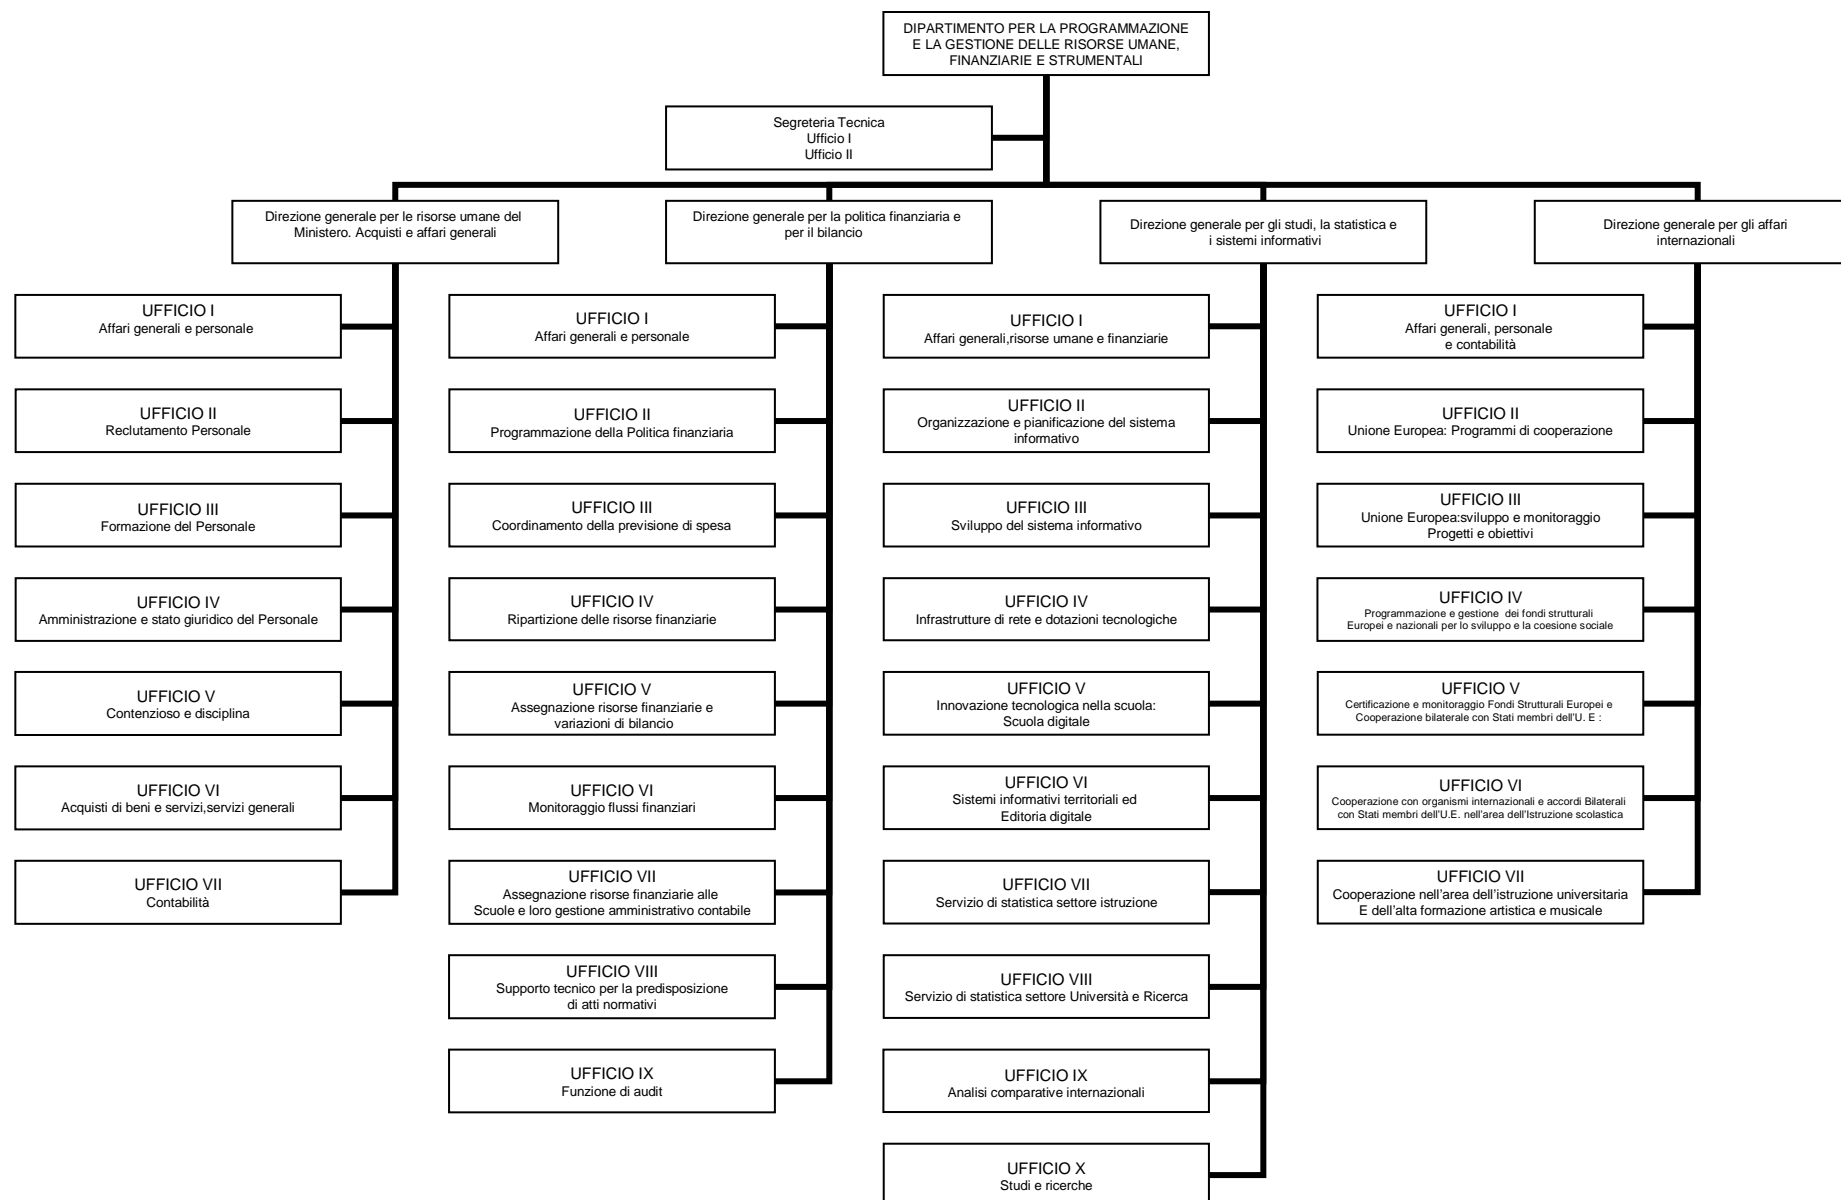 DIPARTIMENTO PER LA PROGRAMMAZIONE
E LA GESTIONE DELLE RISORSE UMANE,
FINANZIARIE E STRUMENTALI
Segreteria Tecnica
Ufficio I
Ufficio II
Direzione generale per le risorse umane del
Ministero. Acquisti e affari generali
UFFICIO I
Affari generali e personale
UFFICIO II
Reclutamento Personale
UFFICIO III
Formazione del Personale
UFFICIO IV
Amministrazione e stato giuridico del Personale
UFFICIO V
Contenzioso e disciplina
UFFICIO VI
Acquisti di beni e servizi,servizi generali
UFFICIO VII
Contabilità
Direzione generale per la politica finanziaria e
per il bilancio
UFFICIO I
Affari generali e personale
UFFICIO II
Programmazione della Politica finanziaria
UFFICIO III
Coordinamento della previsione di spesa
UFFICIO IV
Ripartizione delle risorse finanziarie
UFFICIO V
Assegnazione risorse finanziarie e
variazioni di bilancio
UFFICIO VI
Monitoraggio flussi finanziari
UFFICIO VII
Assegnazione risorse finanziarie alle
Scuole e loro gestione amministrativo contabile
UFFICIO VIII
Supporto tecnico per la predisposizione
di atti normativi
UFFICIO IX
Funzione di audit
Direzione generale per gli studi, la statistica e
i sistemi informativi
UFFICIO I
Affari generali,risorse umane e finanziarie
UFFICIO II
Organizzazione e pianificazione del sistema
informativo
UFFICIO III
Sviluppo del sistema informativo
UFFICIO IV
Infrastrutture di rete e dotazioni tecnologiche
UFFICIO V
Innovazione tecnologica nella scuola:
Scuola digitale
UFFICIO VI
Sistemi informativi territoriali ed
Editoria digitale
UFFICIO VII
Servizio di statistica settore istruzione
UFFICIO VIII
Servizio di statistica settore Università e Ricerca
UFFICIO IX
Analisi comparative internazionali
UFFICIO X
Studi e ricerche
Direzione generale per gli affari
internazionali
UFFICIO I
Affari generali, personale
e contabilità
UFFICIO II
Unione Europea: Programmi di cooperazione
UFFICIO III
Unione Europea:sviluppo e monitoraggio
Progetti e obiettivi
UFFICIO IV
Programmazione e gestione dei fondi strutturali
Europei e nazionali per lo sviluppo e la coesione sociale
UFFICIO V
Certificazione e monitoraggio Fondi Strutturali Europei e
Cooperazione bilaterale con Stati membri dell'U. E :
UFFICIO VI
Cooperazione con organismi internazionali e accordi Bilaterali
con Stati membri dell'U.E. nell'area dell'Istruzione scolastica
UFFICIO VII
Cooperazione nell'area dell'istruzione universitaria
E dell'alta formazione artistica e musicale